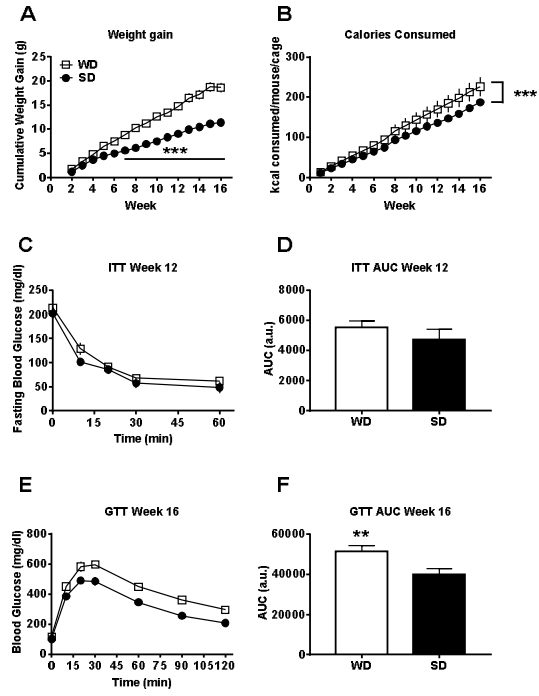 A
Weight gain
Cumulative Weight Gain (g)
25
20
15
10
5
0
WD
SD
***
0 2 4 6 8 10 12 14 16
Week
B
Calories Consumed
kcal consumed/mouse/cage
300
200
100
0
***
0 2 4 6 8 10 12 14 16
Week
C
ITT Week 12
Fasting Blood Glucose (mg/dl)
250
200
150
100
50
0
0 15 30 45 60
Time (min)
D
ITT AUC Week 12
AUC (a.u.)
8000
6000
4000
2000
0
WD SD
E
GTT Week 16
Blood Glucose (mg/dl)
800
600
400
200
0
0 15 30 45 60 75 90 105 120
Time (min)
F
GTT AUC Week 16
AUC (a.u.)
60000
40000
20000
0
**
WD SD